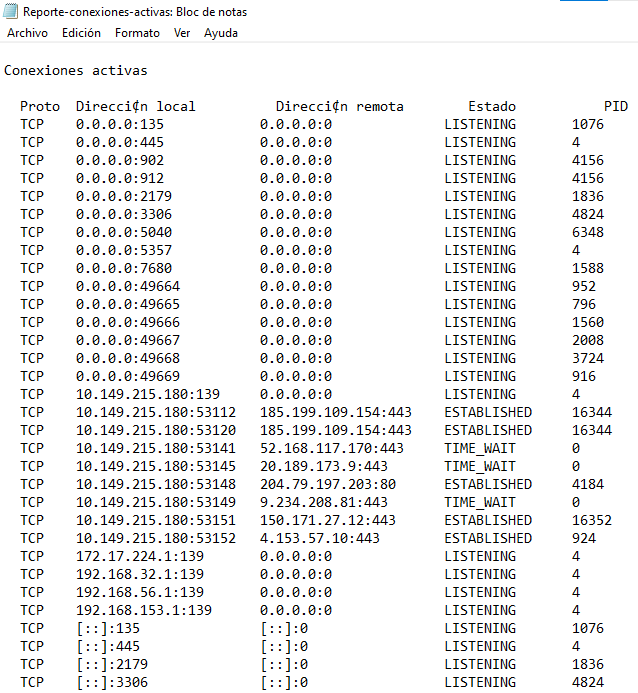 Reporte-conexiones-activas: Bloc de notas
Archivo Edición Formato Ver Ayuda
Conexiones activas
Proto Direcci¢n local Direcci¢n remota Estado PID
TCP 0.0.0.0:135 0.0.0.0:0 LISTENING 1076
TCP 0.0.0.0:445 0.0.0.0:0 LISTENING 4
TCP 0.0.0.0:902 0.0.0.0:0 LISTENING 4156
TCP 0.0.0.0:912 0.0.0.0:0 LISTENING 4156
TCP 0.0.0.0:2179 0.0.0.0:0 LISTENING 1836
TCP 0.0.0.0:3306 0.0.0.0:0 LISTENING 4824
TCP 0.0.0.0:5040 0.0.0.0:0 LISTENING 6348
TCP 0.0.0.0:5357 0.0.0.0:0 LISTENING 4
TCP 0.0.0.0:7680 0.0.0.0:0 LISTENING 1588
TCP 0.0.0.0:49664 0.0.0.0:0 LISTENING 952
TCP 0.0.0.0:49665 0.0.0.0:0 LISTENING 796
TCP 0.0.0.0:49666 0.0.0.0:0 LISTENING 1560
TCP 0.0.0.0:49667 0.0.0.0:0 LISTENING 2008
TCP 0.0.0.0:49668 0.0.0.0:0 LISTENING 3724
TCP 0.0.0.0:49669 0.0.0.0:0 LISTENING 916
TCP 10.149.215.180:139 0.0.0.0:0 LISTENING 4
TCP 10.149.215.180:53112 185.199.109.154:443 ESTABLISHED 16344
TCP 10.149.215.180:53120 185.199.109.154:443 ESTABLISHED 16344
TCP 10.149.215.180:53141 52.168.117.170:443 TIME_WAIT 0
TCP 10.149.215.180:53145 20.189.173.9:443 TIME_WAIT 0
TCP 10.149.215.180:53148 204.79.197.203:80 ESTABLISHED 4184
TCP 10.149.215.180:53149 9.234.208.81:443 TIME_WAIT 0
TCP 10.149.215.180:53151 150.171.27.12:443 ESTABLISHED 16352
TCP 10.149.215.180:53152 4.153.57.10:443 ESTABLISHED 924
TCP 172.17.224.1:139 0.0.0.0:0 LISTENING 4
TCP 192.168.32.1:139 0.0.0.0:0 LISTENING 4
TCP 192.168.56.1:139 0.0.0.0:0 LISTENING 4
TCP 192.168.153.1:139 0.0.0.0:0 LISTENING 4
TCP [::]:135 [::]:0 LISTENING 1076
TCP [::]:445 [::]:0 LISTENING 4
TCP [::]:2179 [::]:0 LISTENING 1836
TCP [::]:3306 [::]:0 LISTENING 4824